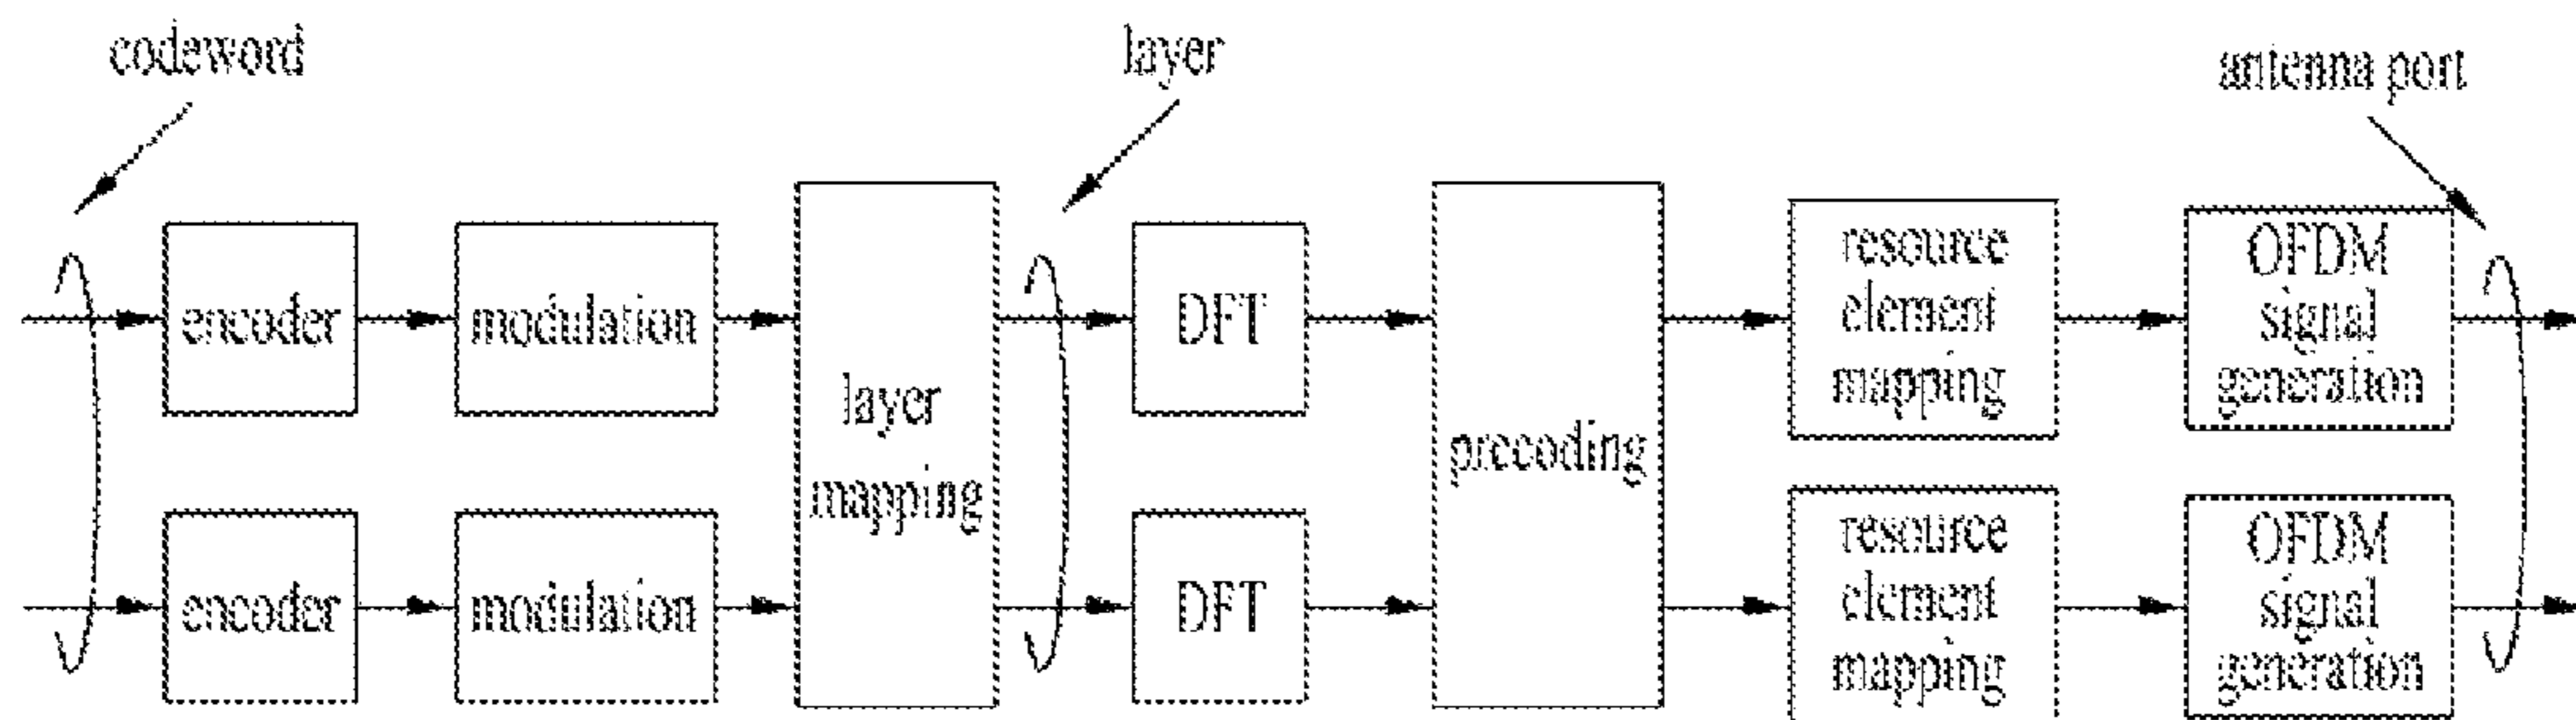 codeword
layer
antenna port
encoder
modulation
layer
mapping
DFT
precoding
resource
element
mapping
OFDM
signal
generation
encoder
modulation
DFT
resource
element
mapping
OFDM
signal
generation